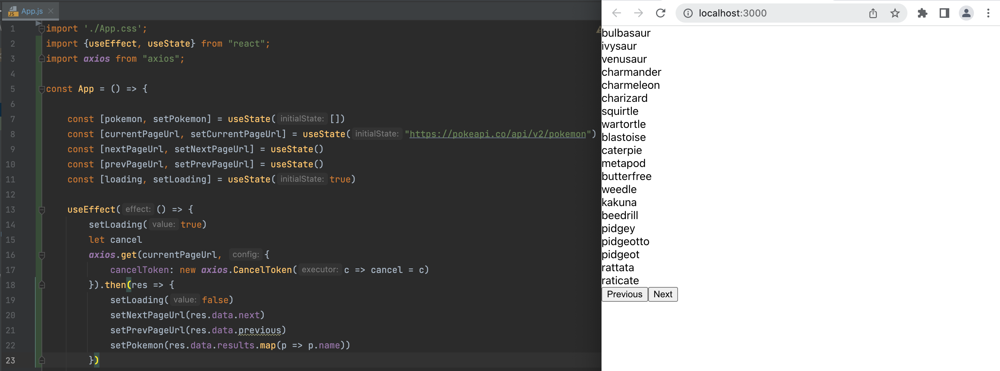 App.js
1 import './App.css';
2 import {useEffect, useState} from "react";
3 import axios from "axios";
4
5 const App = () => {
6
7 const [pokemon, setPokemon] = useState( initialState: [])
8 const [currentPageUrl, setCurrentPageUrl] = useState( initialState: "https://pokeapi.co/api/v2/pokemon")
9 const [nextPageUrl, setNextPageUrl] = useState()
10 const [prevPageUrl, setPrevPageUrl] = useState()
11 const [loading, setLoading] = useState( initialState: true)
12
13 useEffect( effect: () => {
14 setLoading( value: true)
15 let cancel
16 axios.get(currentPageUrl, config: {
17 cancelToken: new axios.CancelToken( executor: c => cancel = c)
18 }).then(res => {
19 setLoading( value: false)
20 setNextPageUrl(res.data.next)
21 setPrevPageUrl(res.data.previous)
22 setPokemon(res.data.results.map(p => p.name))
23 })
localhost:3000
bulbasaur
ivysaur
venusaur
charmander
charmeleon
charizard
squirtle
wartortle
blastoise
caterpie
metapod
butterfree
weedle
kakuna
beedrill
pidgey
pidgeotto
pidgeot
rattata
raticate
Previous Next